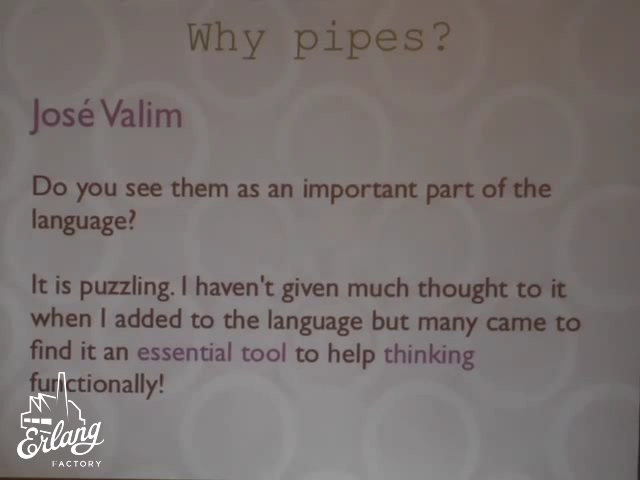 Why pipes?
José Valim
Do you see them as an important part of the
language?
It is puzzling. I haven't given much thought to it
when I added to the language but many came to
find it an essential tool to help thinking
functionally!
Erlang
FACTORY